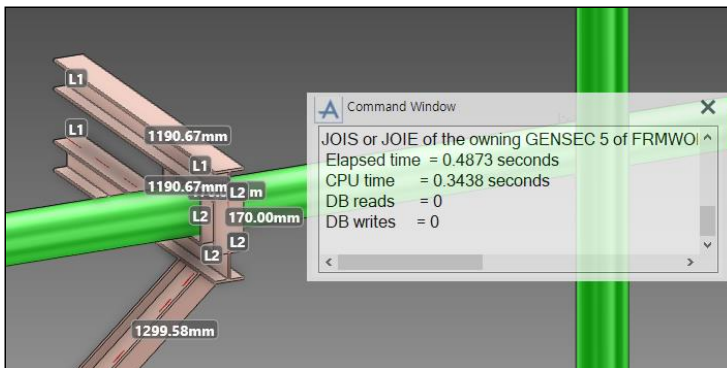 L1
Command Window
JOIS or JOIE of the owning GENSEC 5 of
Elapsed time = 0.4873 seconds
CPU time = 0.3438 seconds
DB reads = 0
DB writes = 0
L1
1190.67mm
L1
1190.67mm
L2
L2
170.00mm
L2
L2
1299.58mm